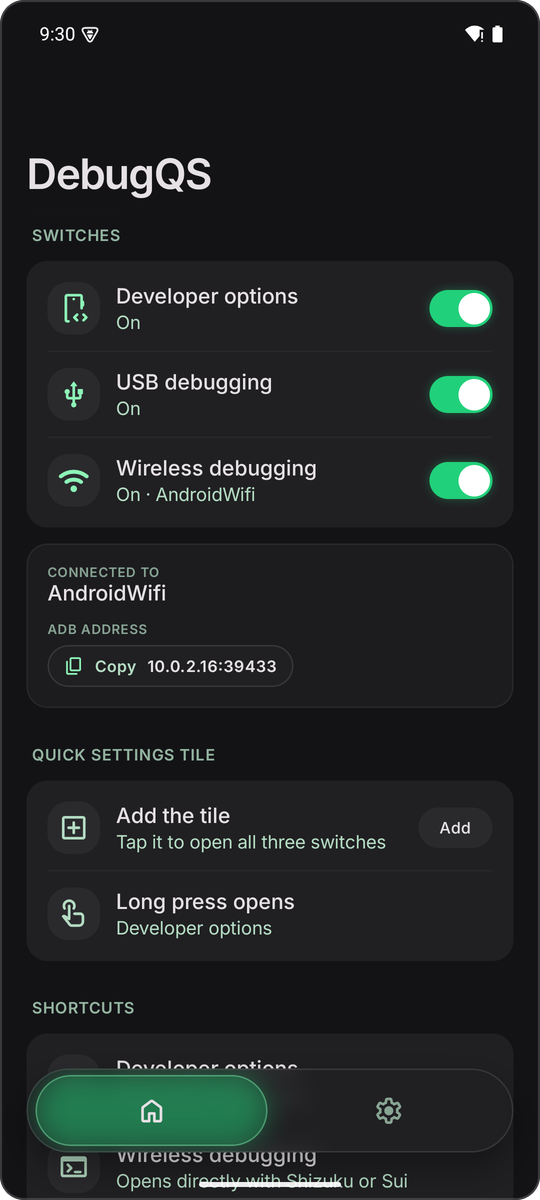 9:30
DebugQS
SWITCHES
Developer options
On
USB debugging
On
Wireless debugging
On · AndroidWifi
CONNECTED TO
AndroidWifi
ADB ADDRESS
Copy 10.0.2.16:39433
QUICK SETTINGS TILE
Add the tile
Tap it to open all three switches
Add
Long press opens
Developer options
SHORTCUTS
Developer options
Wireless debugging
Opens directly with Shizuku or Sui